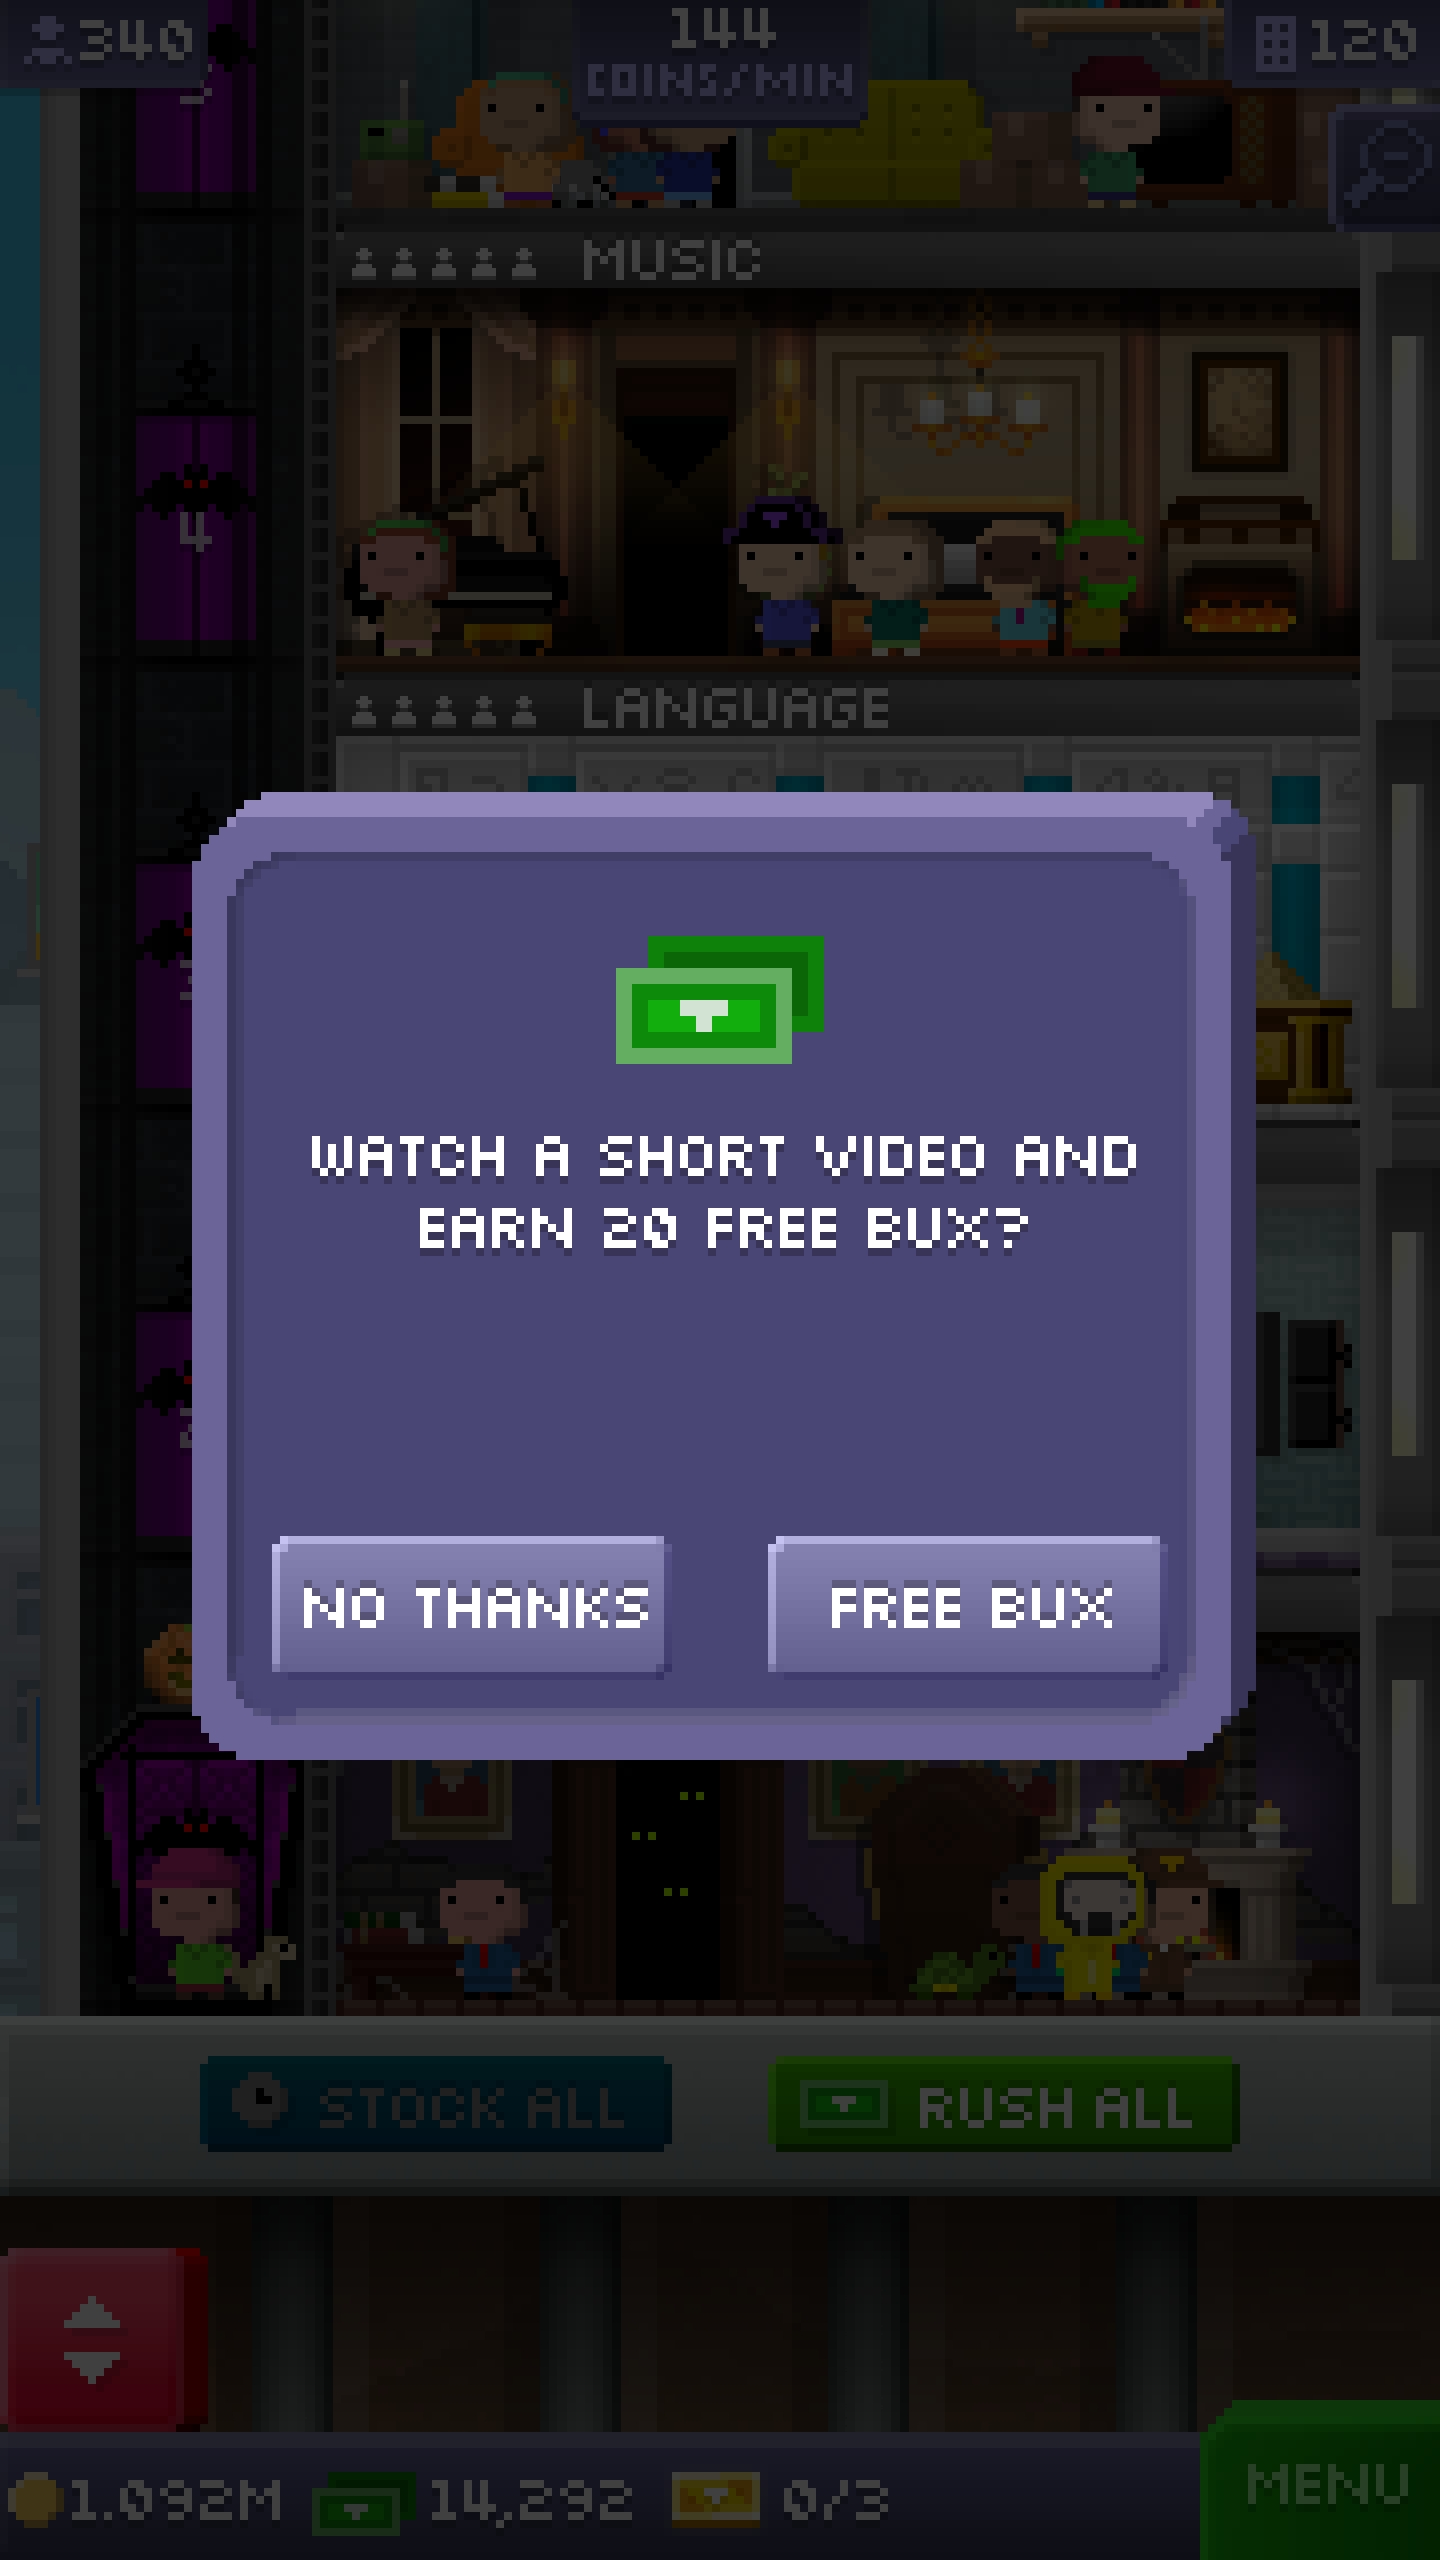 340
144
COINS/MIN
120
MUSIC
4
LANGUAGE
WATCH A SHORT VIDEO AND
EARN 20 FREE BUX?
NO THANKS
FREE BUX
STOCK ALL
RUSH ALL
1.092M
14,292
0/3
MENU